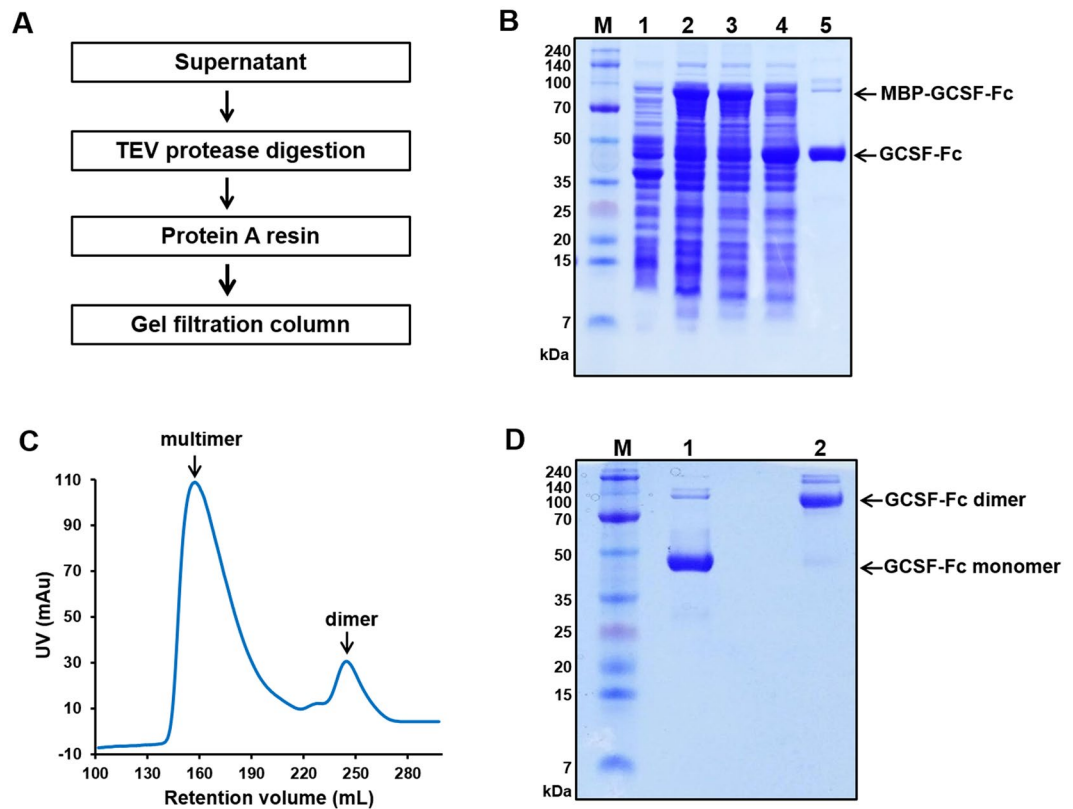 A
Supernatant
TEV protease digestion
Protein A resin
Gel filtration column
B
M 1 2 3 4 5
240
140
100
70
50
35
25
20
15
7
kDa
MBP-GCSF-Fc
GCSF-Fc
C
multimer
dimer
110
90
70
50
30
10
-10
UV (mAu)
100 130 160 190 220 250 280
Retention volume (mL)
D
M 1 2
240
140
100
70
50
35
25
20
15
7
kDa
GCSF-Fc dimer
GCSF-Fc monomer